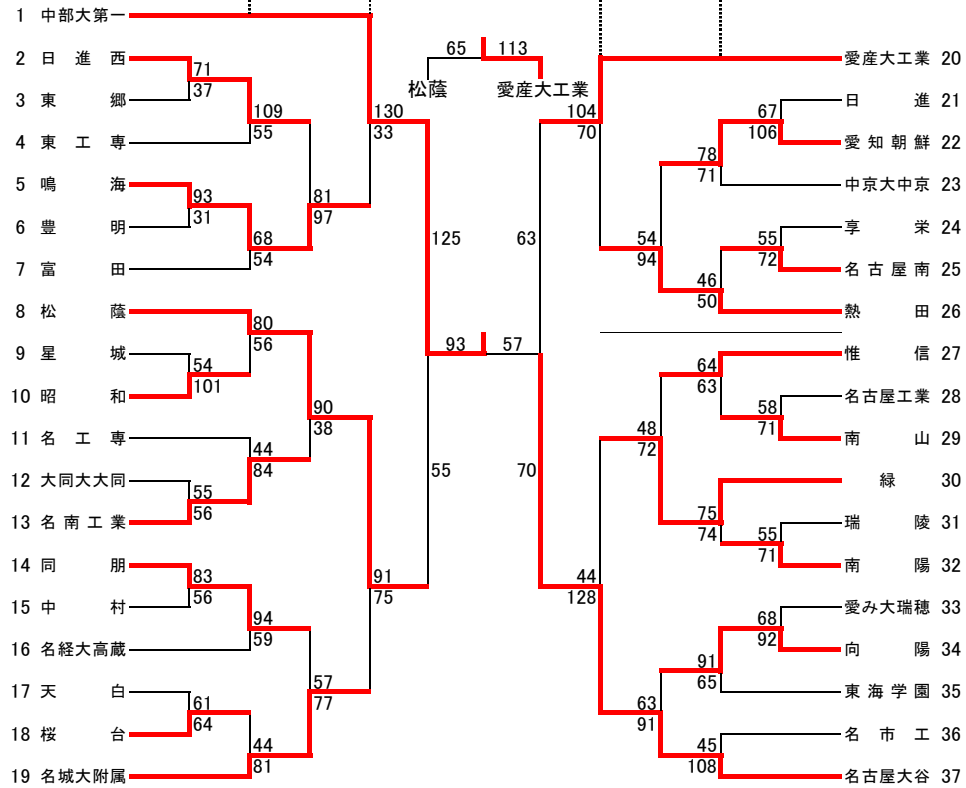 1 中部大第一
2 日進西
3 東郷
4 東工専
5 鳴海
6 豊明
7 富田
8 松蔭
9 星城
10 昭和
11 名工専
12 大同大大同
13 名南工業
14 同朋
15 中村
16 名経大高蔵
17 天白
18 桜台
19 名城大附属
71
37
93
31
54
101
55
56
83
56
61
64
109
55
68
54
80
56
44
84
94
59
44
81
81
97
90
38
57
77
130
33
91
75
125
55
65 113
松蔭 愛産大工業
93 57
63
70
104
70
44
128
54
94
48
72
63
91
78
71
46
50
64
63
75
74
91
65
45
108
67
106
55
72
58
71
55
71
68
92
愛産大工業 20
日進 21
愛知朝鮮 22
中京大中京 23
享栄 24
名古屋南 25
熱田 26
惟信 27
名古屋工業 28
南山 29
緑 30
瑞陵 31
南陽 32
愛み大瑞穂 33
向陽 34
東海学園 35
名市工 36
名古屋大谷 37